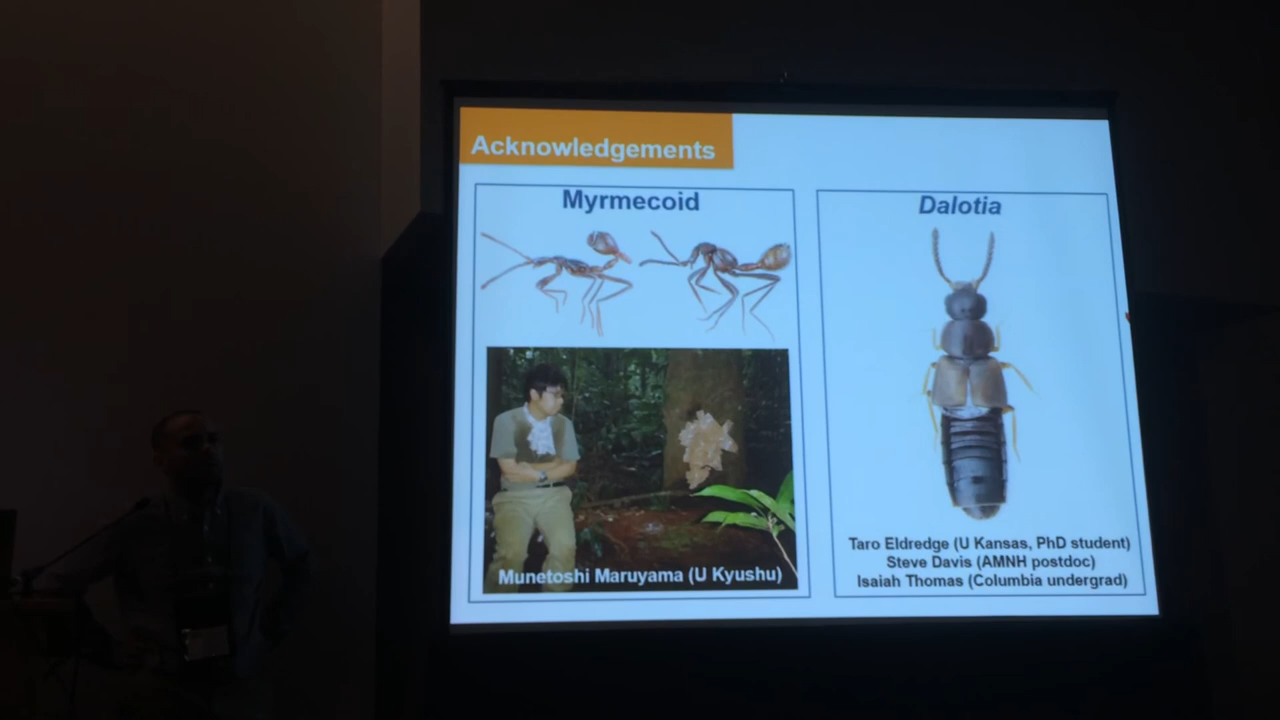 Acknowledgements
Myrmecoid
Munetoshi Maruyama (U Kyushu)
Dalotia
Taro Eldredge (U Kansas, PhD student)
Steve Davis (AMNH postdoc)
Isaiah Thomas (Columbia undergrad)